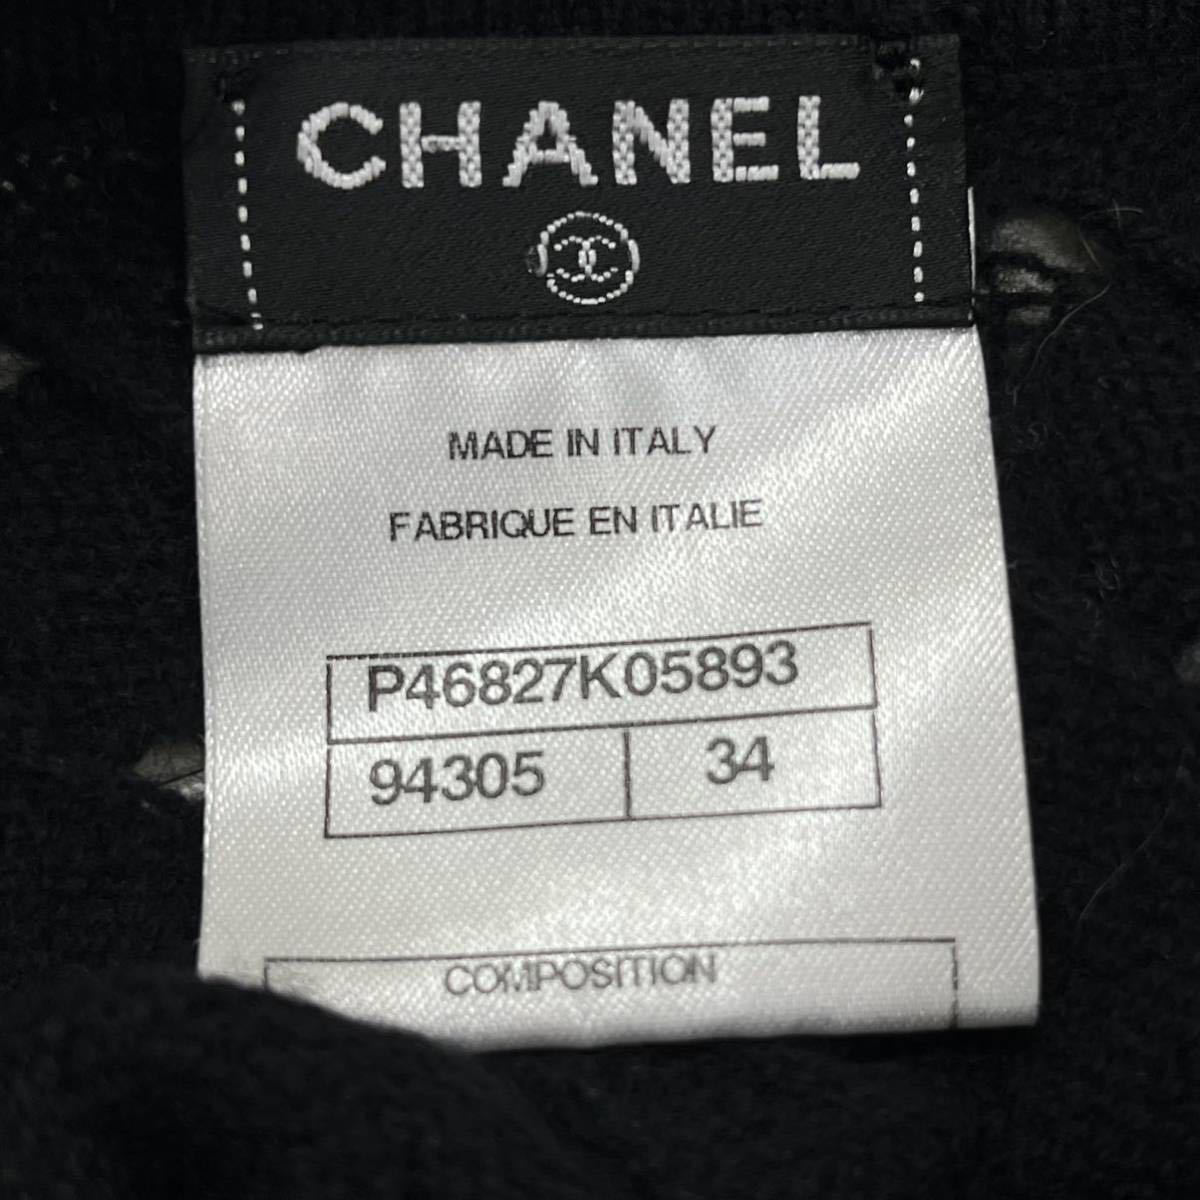 CHANEL
MADE IN ITALY
FABRIQUE EN ITALIE
P46827K05893
94305 34
COMPOSITION